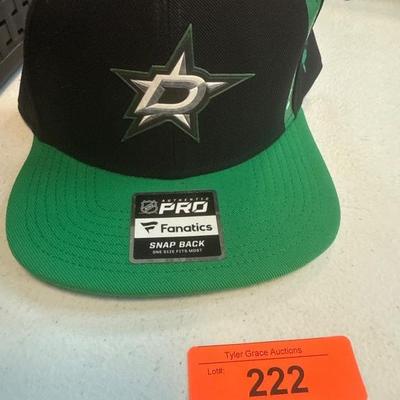 D
AUTHENTIC
NHL PRO
Fanatics
SNAP BACK
ONE SIZE FITS MOST
Tyler Grace Auctions
Lot#:
222